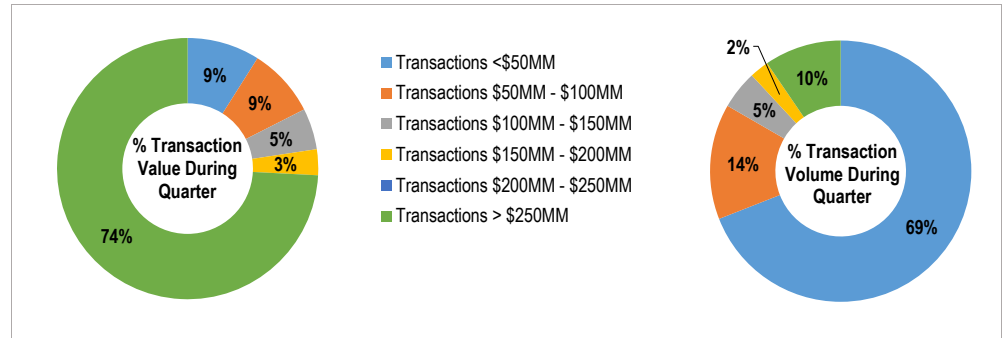 9%
9%
5%
3%
74%
% Transaction
Value During
Quarter
Transactions <$50MM
Transactions $50MM - $100MM
Transactions $100MM - $150MM
Transactions $150MM - $200MM
Transactions $200MM - $250MM
Transactions > $250MM
2%
10%
5%
14%
69%
% Transaction
Volume During
Quarter